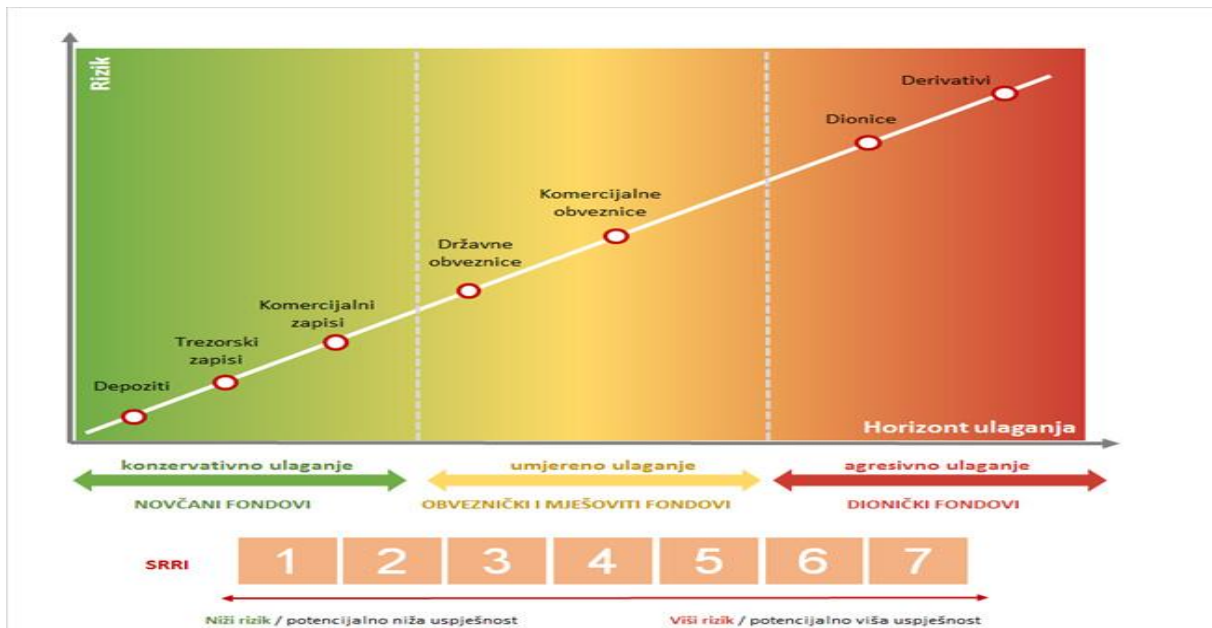 Rizik
Derivativi
Dionice
Komercijalne
obveznice
Državne
obveznice
Komercijalni
zapisi
Trezorski
zapisi
Depoziti
Horizont ulaganja
konzervativno ulaganje
umjereno ulaganje
agresivno ulaganje
NOVČANI FONDOVI
OBVEZNIČKI I MJEŠOVITI FONDOVI
DIONIČKI FONDOVI
SRRI
1 2 3 4 5 6 7
Niži rizik / potencijalno niža uspješnost
Viši rizik / potencijalno viša uspješnost